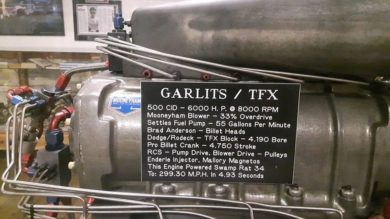 GARLITS / TFX
500 CID - 6000 H. P. @ 8000 RPM
Mooneyham Blower - 33% Overdrive
Settles Fuel Pump - 55 Gallons Per Minute
Brad Anderson - Billet Heads
Dodge/Rodeck - TFX Block - 4.190 Bore
Pro Billet Crank - 4.750 Stroke
RCS - Pump Drive, Blower Drive - Pulleys
Enderle Injector, Mallory Magnetos
This Engine Powered Swamp Rat 34
To: 299.30 M.P.H. In 4.93 Seconds